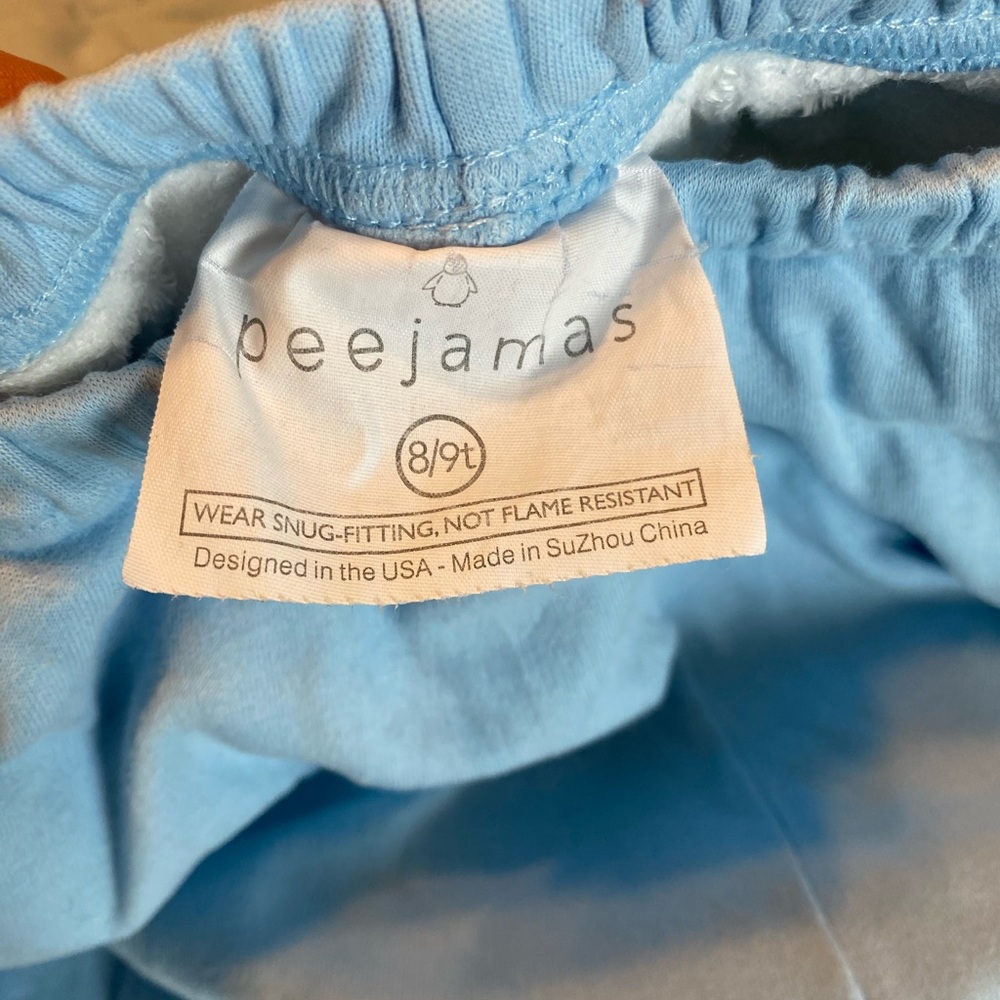 peejamas
8/9t
WEAR SNUG-FITTING, NOT FLAME RESISTANT
Designed in the USA - Made in SuZhou China